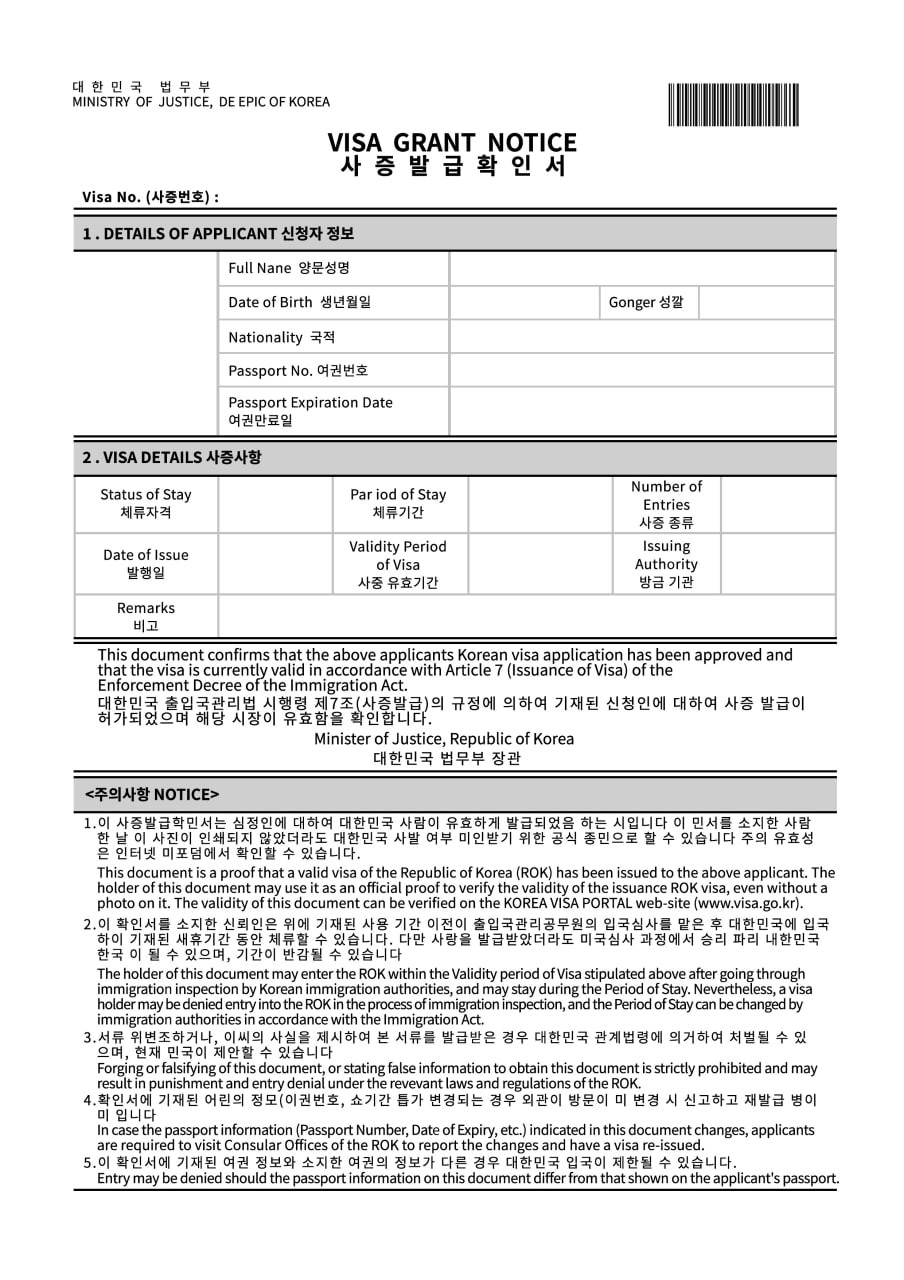 대 한 민 국 법 무 부
MINISTRY OF JUSTICE, DE EPIC OF KOREA
VISA GRANT NOTICE
사 증 발 급 확 인 서
Visa No. (사증번호) :
1 . DETAILS OF APPLICANT 신청자 정보
Full Nane 양문성명
Date of Birth 생년월일
Gonger 성깔
Nationality 국적
Passport No. 여권번호
Passport Expiration Date
여권만료일
2 . VISA DETAILS 사증사항
Status of Stay
체류자격
Par iod of Stay
체류기간
Number of
Entries
사증 종류
Date of Issue
발행일
Validity Period
of Visa
사중 유효기간
Issuing
Authority
방금 기관
Remarks
비고
This document confirms that the above applicants Korean visa application has been approved and
that the visa is currently valid in accordance with Article 7 (Issuance of Visa) of the
Enforcement Decree of the Immigration Act.
대한민국 출입국관리법 시행령 제7조(사증발급)의 규정에 의하여 기재된 신청인에 대하여 사증 발급이
허가되었으며 해당 시장이 유효함을 확인합니다.
Minister of Justice, Republic of Korea
대한민국 법무부 장관
<주의사항 NOTICE>
1.이 사증발급학민서는 심정인에 대하여 대한민국 사람이 유효하게 발급되었음 하는 시입니다 이 민서를 소지한 사람
한 날 이 사진이 인쇄되지 않았더라도 대한민국 사발 여부 미인받기 위한 공식 종민으로 할 수 있습니다 주의 유효성
은 인터넷 미포덤에서 확인할 수 있습니다.
This document is a proof that a valid visa of the Republic of Korea (ROK) has been issued to the above applicant. The
holder of this document may use it as an official proof to verify the validity of the issuance ROK visa, even without a
photo on it. The validity of this document can be verified on the KOREA VISA PORTAL web-site (www.visa.go.kr).
2.이 확인서를 소지한 신뢰인은 위에 기재된 사용 기간 이전이 출입국관리공무원의 입국심사를 맡은 후 대한민국에 입국
하이 기재된 새휴기간 동안 체류할 수 있습니다. 다만 사랑을 발급받았더라도 미국심사 과정에서 승리 파리 내한민국
한국 이 될 수 있으며, 기간이 반감될 수 있습니다
The holder of this document may enter the ROK within the Validity period of Visa stipulated above after going through
immigration inspection by Korean immigration authorities, and may stay during the Period of Stay. Nevertheless, a visa
holder may be denied entry into the ROK in the process of immigration inspection, and the Period of Stay can be changed by
immigration authorities in accordance with the Immigration Act.
3.서류 위변조하거나, 이씨의 사실을 제시하여 본 서류를 발급받은 경우 대한민국 관계법령에 의거하여 처벌될 수 있
으며, 현재 민국이 제안할 수 있습니다
Forging or falsifying of this document, or stating false information to obtain this document is strictly prohibited and may
result in punishment and entry denial under the revevant laws and regulations of the ROK.
4.확인서에 기재된 어린의 정모(이권번호, 쇼기간 틉가 변경되는 경우 외관이 방문이 미 변경 시 신고하고 재발급 병이
미 입니다
In case the passport information (Passport Number, Date of Expiry, etc.) indicated in this document changes, applicants
are required to visit Consular Offices of the ROK to report the changes and have a visa re-issued.
5.이 확인서에 기재된 여권 정보와 소지한 여권의 정보가 다른 경우 대한민국 입국이 제한될 수 있습니다.
Entry may be denied should the passport information on this document differ from that shown on the applicant's passport.